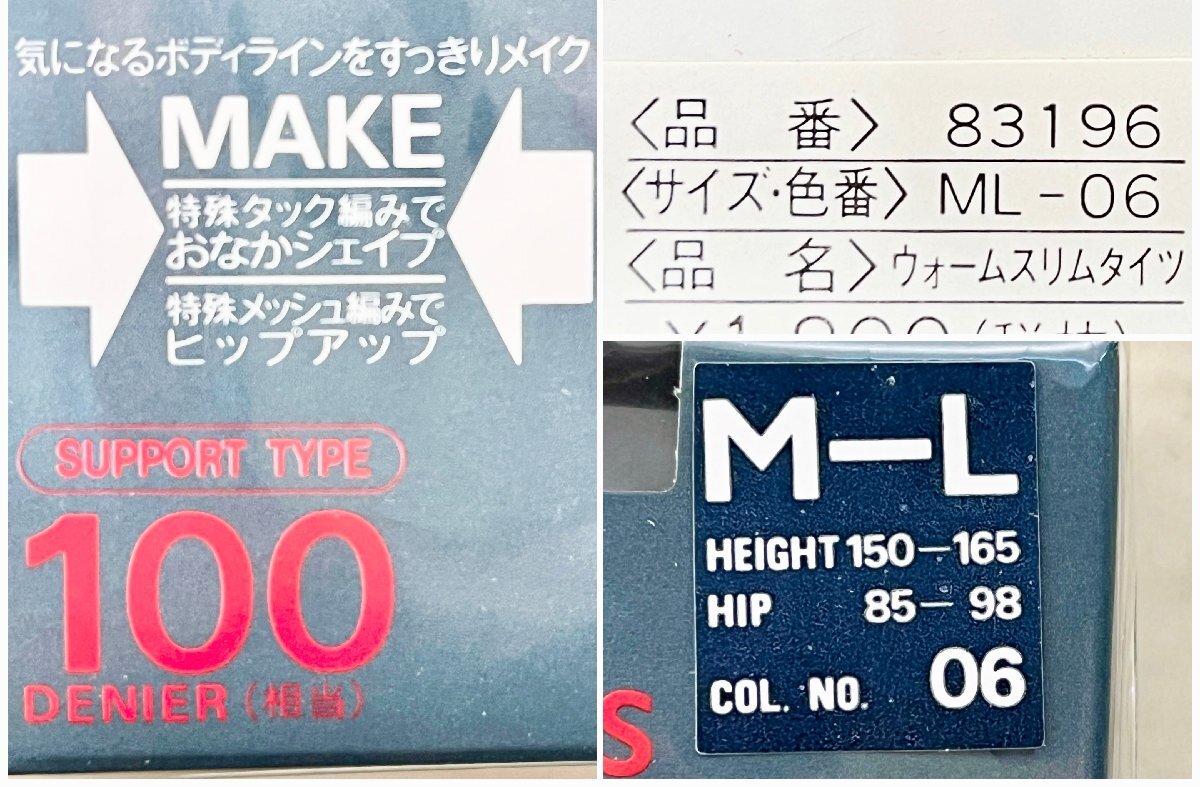 気になるボディラインをすっきりメイク
MAKE
特殊タック編みで
おなかシェイプ
特殊メッシュ編みで
ヒップアップ
SUPPORT TYPE
100
DENIER (相当)
〈品 番〉 83196
〈サイズ・色番〉 ML-06
〈品 名〉 ウォームスリムタイツ
M-L
HEIGHT 150-165
HIP 85-98
COL. NO. 06
S